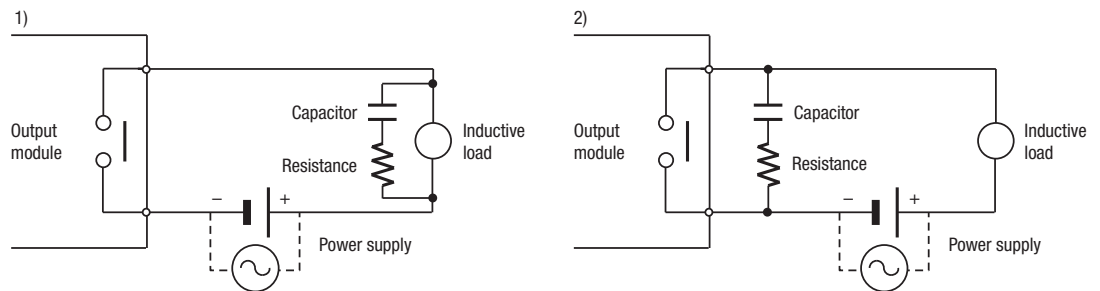 1)
Output
module
Capacitor
Resistance
Inductive
load
− +
Power supply
2)
Output
module
Capacitor
Resistance
Inductive
load
− +
Power supply